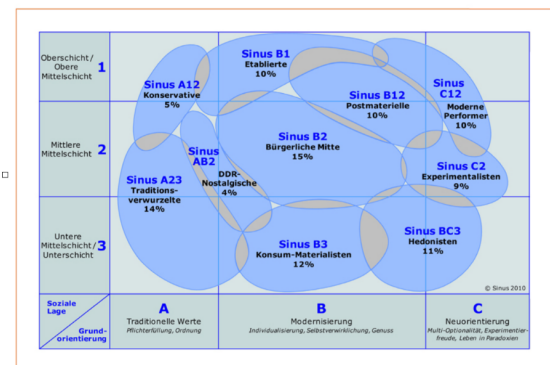 Oberschicht/
Obere
Mittelschicht
1
Mittlere
Mittelschicht
2
Untere
Mittelschicht/
Unterschicht
3
Sinus A12
Konservative
5%
Sinus B1
Etablierte
10%
Sinus B12
Postmaterielle
10%
Sinus
C12
Moderne
Performer
10%
Sinus
AB2
DDR-
Nostalgische
4%
Sinus B2
Bürgerliche Mitte
15%
Sinus C2
Experimentalisten
9%
Sinus A23
Traditions-
verwurzelte
14%
Sinus B3
Konsum-Materialisten
12%
Sinus BC3
Hedonisten
11%
© Sinus 2010
Soziale
Lage
Grund-
orientierung
A
Traditionelle Werte
Pflichterfüllung, Ordnung
B
Modernisierung
Individualisierung, Selbstverwirklichung, Genuss
C
Neuorientierung
Multi-Optionalität, Experimentier-
freude, Leben in Paradoxien